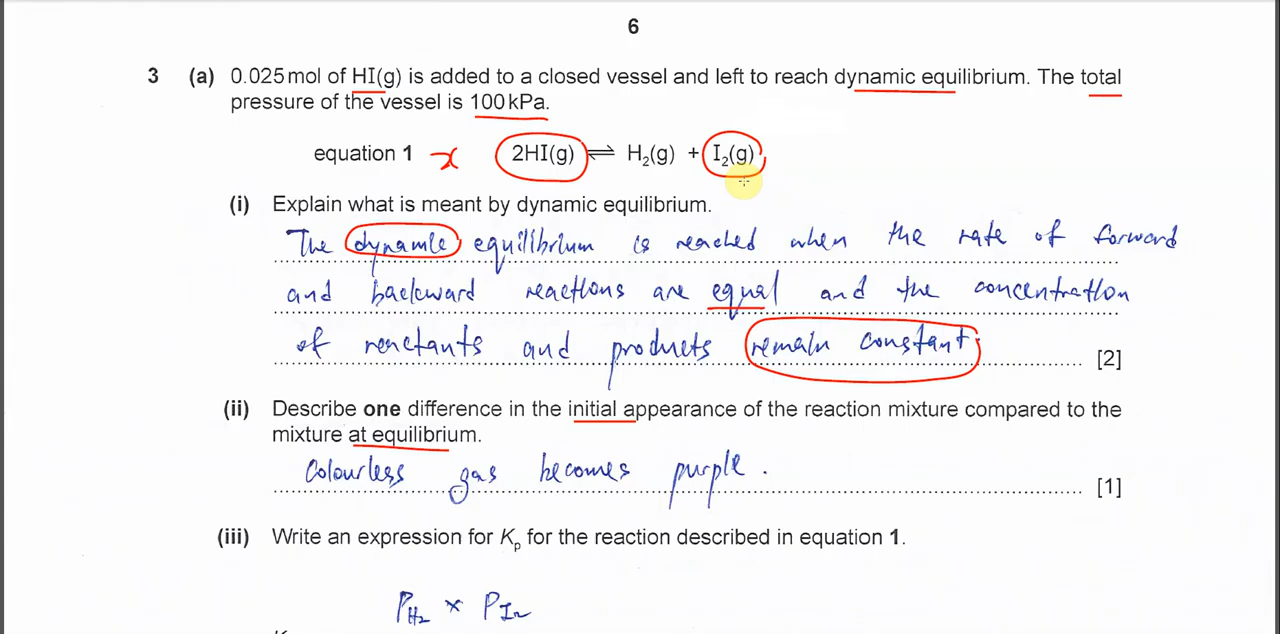 6
3 (a) 0.025 mol of HI(g) is added to a closed vessel and left to reach dynamic equilibrium. The total
pressure of the vessel is 100 kPa.
equation 1 x 2HI(g) ⇌ H₂(g) + I₂(g)
(i) Explain what is meant by dynamic equilibrium.
The dynamic equilibrium is reached when the rate of forward
and backward reactions are equal and the concentration
of reactants and products remain constant. [2]
(ii) Describe one difference in the initial appearance of the reaction mixture compared to the
mixture at equilibrium.
Colourless gas becomes purple. [1]
(iii) Write an expression for Kₚ for the reaction described in equation 1.
P H₂ × P I₂